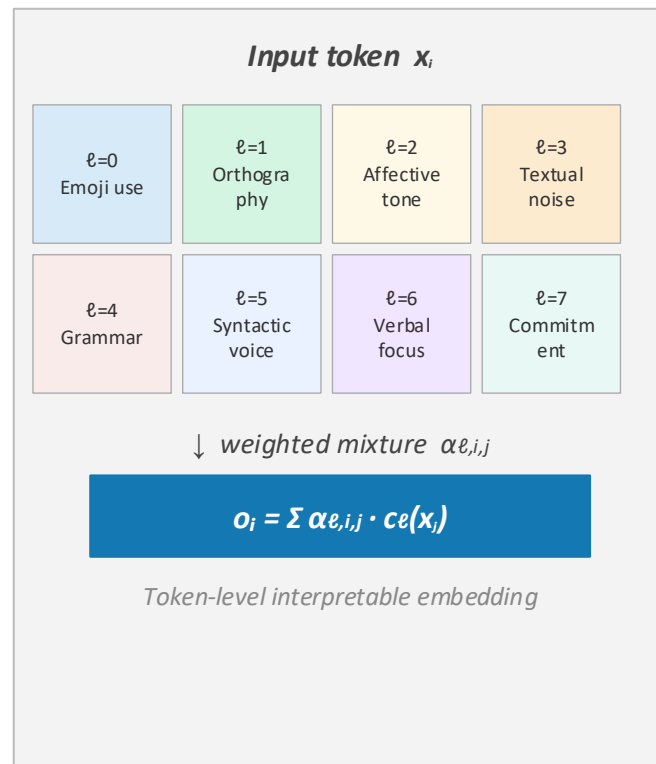 Input token xᵢ
ℓ=0
Emoji use
ℓ=1
Orthogra
phy
ℓ=2
Affective
tone
ℓ=3
Textual
noise
ℓ=4
Grammar
ℓ=5
Syntactic
voice
ℓ=6
Verbal
focus
ℓ=7
Commitm
ent
↓ weighted mixture αℓ,i,j
oᵢ = Σ αℓ,i,j · cℓ(xⱼ)
Token-level interpretable embedding